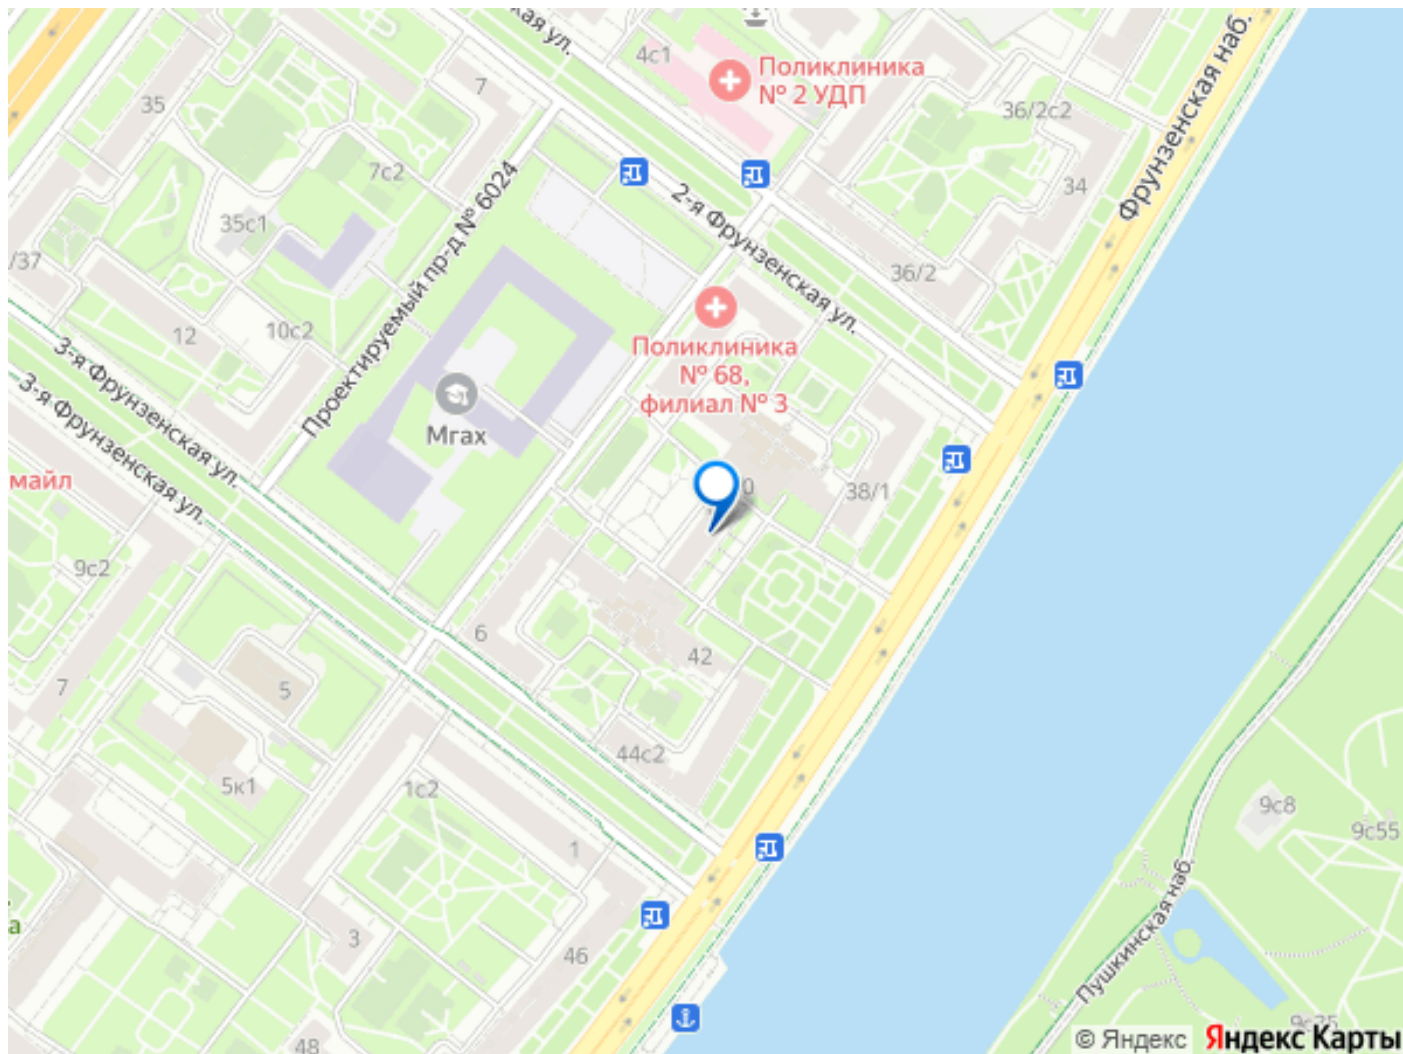 кая ул.
4с1
Поликлиника
№ 2 УДП
Фрунзенская наб.
7
35
36/2с2
34
7с2
35с1
2-я Фрунзенская ул.
36/2
/37
Проектируемый пр-д № 6024
12
10с2
Поликлиника
№ 68,
филиал № 3
3-я Фрунзенская ул.
3-я Фрунзенская ул.
Мгах
майл
0
38/1
9с2
6
42
7
5
44с2
5к1
1с2
9с8
9с55
1
Пушкинская наб.
а
3
46
48
9с35
© Яндекс
Яндекс Карты